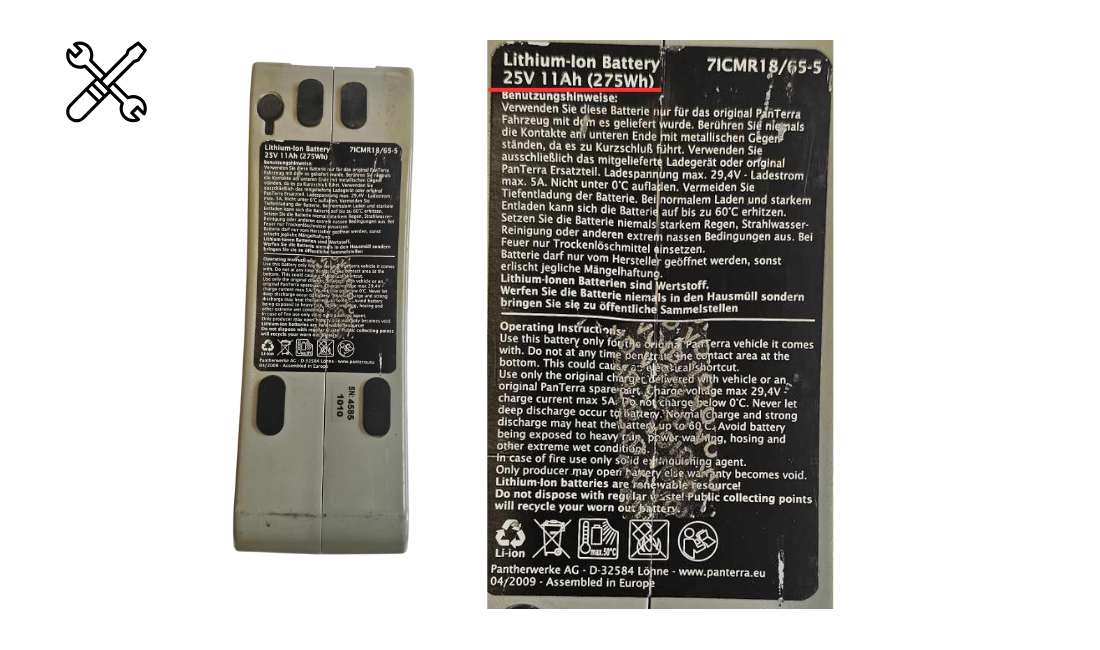 Lithium-Ion Battery 7ICMR18/65-5
25V 11Ah (275Wh)
Benutzungshinweise:
Verwenden Sie diese Batterie nur für das original PanTerra
Fahrzeug mit dem es geliefert wurde. Berühren Sie niemals
die Kontakte am unteren Ende mit metallischen Gegen-
ständen, da es zu Kurzschluß führt. Verwenden Sie
ausschließlich das mitgelieferte Ladegerät oder original
PanTerra Ersatzteil. Ladespannung max. 29,4V - Ladestrom
max. 5A. Nicht unter 0°C aufladen. Vermeiden Sie
Tiefentladung der Batterie. Bei normalem Laden und starkem
Entladen kann sich die Batterie auf bis zu 60°C erhitzen.
Setzen Sie die Batterie niemals starkem Regen, Strahlwasser-
Reinigung oder anderen extrem nassen Bedingungen aus. Bei
Feuer nur Trockenlöschmittel einsetzen.
Batterie darf nur vom Hersteller geöffnet werden, sonst
erlischt jegliche Mängelhaftung.
Lithium-Ionen Batterien sind Wertstoff.
Werfen Sie die Batterie niemals in den Hausmüll sondern
bringen Sie sie zu öffentliche Sammelstellen
Operating Instructions
Use this battery only for the original PanTerra vehicle it comes
with. Do not at any time penetrate the contact area at the
bottom. This could cause electrical shortcut.
Use only the original charger delivered with vehicle or an
original PanTerra spare part. Charge voltage max 29,4V -
charge current max 5A. Do not charge below 0°C. Never let
deep discharge occur to battery. Normal charge and strong
discharge may heat the battery up to 60°C. Avoid battery
being exposed to heavy rain, power washing, hosing and
other extreme wet conditions.
In case of fire use only solid extinguishing agent.
Only producer may open battery else warranty becomes void.
Lithium-Ion batteries are renewable resource!
Do not dispose with regular waste! Public collecting points
will recycle your worn out battery.
Li-ion
max.50°C
Pantherwerke AG - D-32584 Löhne - www.panterra.eu
04/2009 - Assembled in Europe
SN: 4585
1010